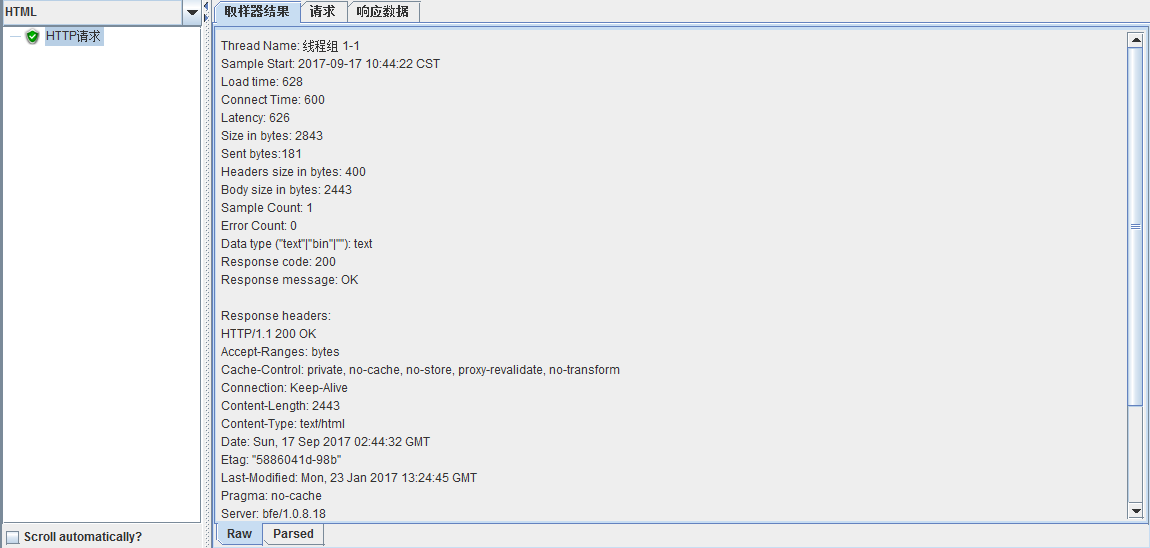 HTML
HTTP请求
取样器结果 请求 响应数据
Thread Name: 线程组 1-1
Sample Start: 2017-09-17 10:44:22 CST
Load time: 628
Connect Time: 600
Latency: 626
Size in bytes: 2843
Sent bytes:181
Headers size in bytes: 400
Body size in bytes: 2443
Sample Count: 1
Error Count: 0
Data type ("text"|"bin"|""): text
Response code: 200
Response message: OK
Response headers:
HTTP/1.1 200 OK
Accept-Ranges: bytes
Cache-Control: private, no-cache, no-store, proxy-revalidate, no-transform
Connection: Keep-Alive
Content-Length: 2443
Content-Type: text/html
Date: Sun, 17 Sep 2017 02:44:32 GMT
Etag: "5886041d-98b"
Last-Modified: Mon, 23 Jan 2017 13:24:45 GMT
Pragma: no-cache
Server: bfe/1.0.8.18
Raw Parsed
Scroll automatically?